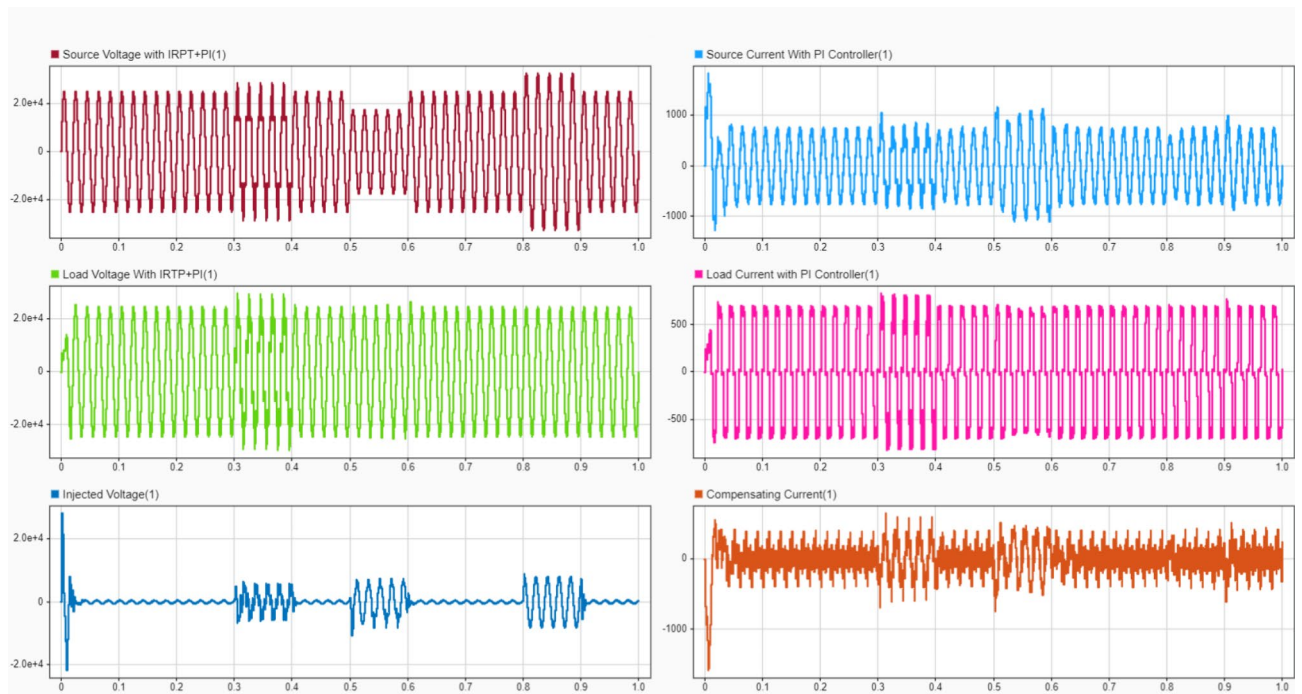 Source Voltage with IRPT+PI(1)
2.0e+4
0
-2.0e+4
0 0.1 0.2 0.3 0.4 0.5 0.6 0.7 0.8 0.9 1.0
Source Current With PI Controller(1)
1000
0
-1000
0 0.1 0.2 0.3 0.4 0.5 0.6 0.7 0.8 0.9 1.0
Load Voltage With IRTP+PI(1)
2.0e+4
0
-2.0e+4
0 0.1 0.2 0.3 0.4 0.5 0.6 0.7 0.8 0.9 1.0
Load Current with PI Controller(1)
500
0
-500
0 0.1 0.2 0.3 0.4 0.5 0.6 0.7 0.8 0.9 1.0
Injected Voltage(1)
2.0e+4
0
-2.0e+4
0 0.1 0.2 0.3 0.4 0.5 0.6 0.7 0.8 0.9 1.0
Compensating Current(1)
0
-1000
0 0.1 0.2 0.3 0.4 0.5 0.6 0.7 0.8 0.9 1.0